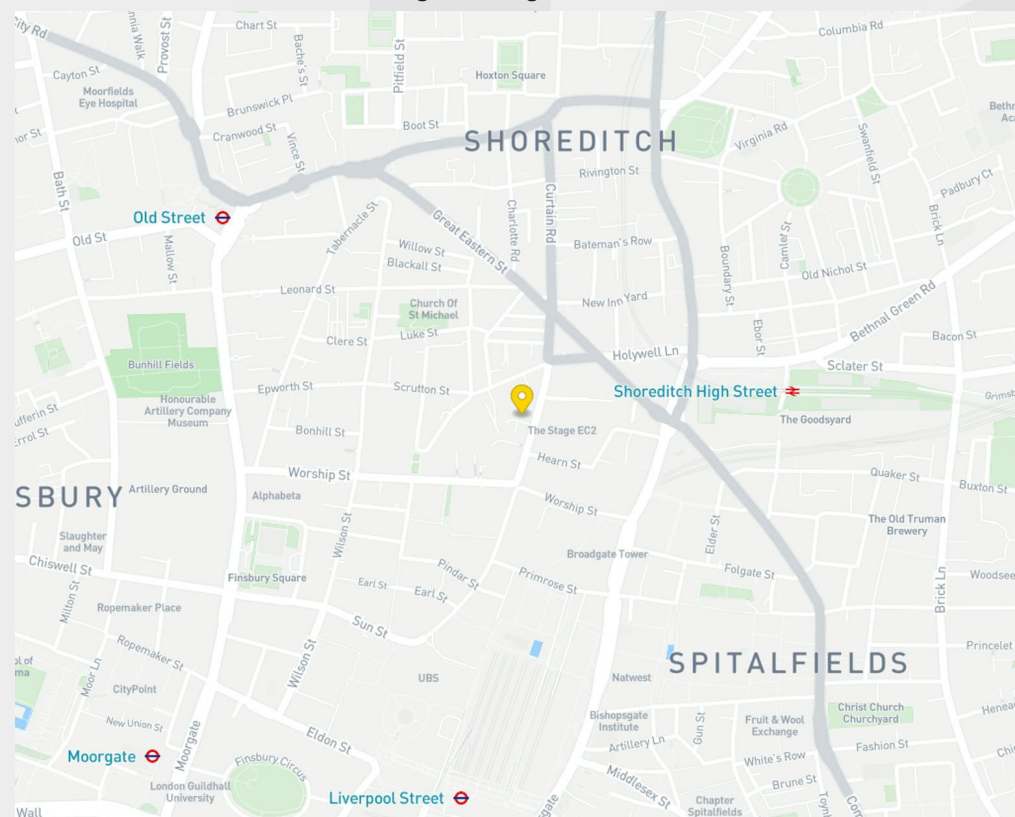 City Rd
Provost St
Chart St
Bache's St
Pitfield St
Columbia Rd
Cayton St
Moorfields
Eye Hospital
Hoxton Square
Brunswick Pl
Cranwood St
Vince St
Boot St
SHOREDITCH
Virginia Rd
Swanfield St
Rivington St
Padbury Ct
Bath St
Old Street
Old St
Mallow St
Tabernacle St
Great Eastern St
Charlotte Rd
Curtain Rd
Willow St
Blackall St
Bateman's Row
Boundary St
Camlet St
Brick Ln
Old Nichol St
Leonard St
Church Of
St Michael
New Inn Yard
Bethnal Green Rd
Clere St
Luke St
Ebor St
Bacon St
Bunhill Fields
Holywell Ln
Sclater St
Epworth St
Scrutton St
Shoreditch High Street
Honourable
Artillery Company
Museum
The Goodsyard
Bonhill St
The Stage EC2
Hearn St
Worship St
Quaker St
Buxton St
SBURY
Artillery Ground
Alphabeta
Worship St
Wilson St
Elder St
The Old Truman
Brewery
Slaughter
and May
Broadgate Tower
Chiswell St
Finsbury Square
Earl St
Earl St
Pindar St
Primrose St
Folgate St
Brick Ln
Milton St
Ropemaker Place
Sun St
Ropemaker St
Moor Ln
Wilson St
SPITALFIELDS
Princelet
UBS
Natwest
CityPoint
New Union St
Bishopsgate
Institute
Gun St
Fruit & Wool
Exchange
Christ Church
Churchyard
Moorgate
Moorgate
Eldon St
Artillery Ln
Fashion St
Finsbury Circus
White's Row
London Guildhall
University
Liverpool Street
Middlesex St
Brune St
Chapter
Spitalfields
Wall